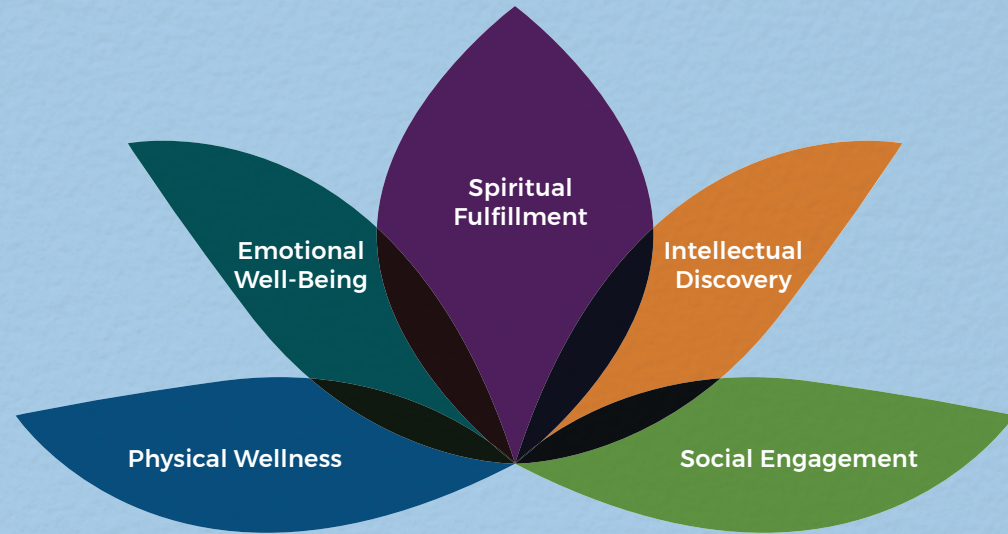 Spiritual
Fulfillment
Emotional
Well-Being
Intellectual
Discovery
Physical Wellness
Social Engagement